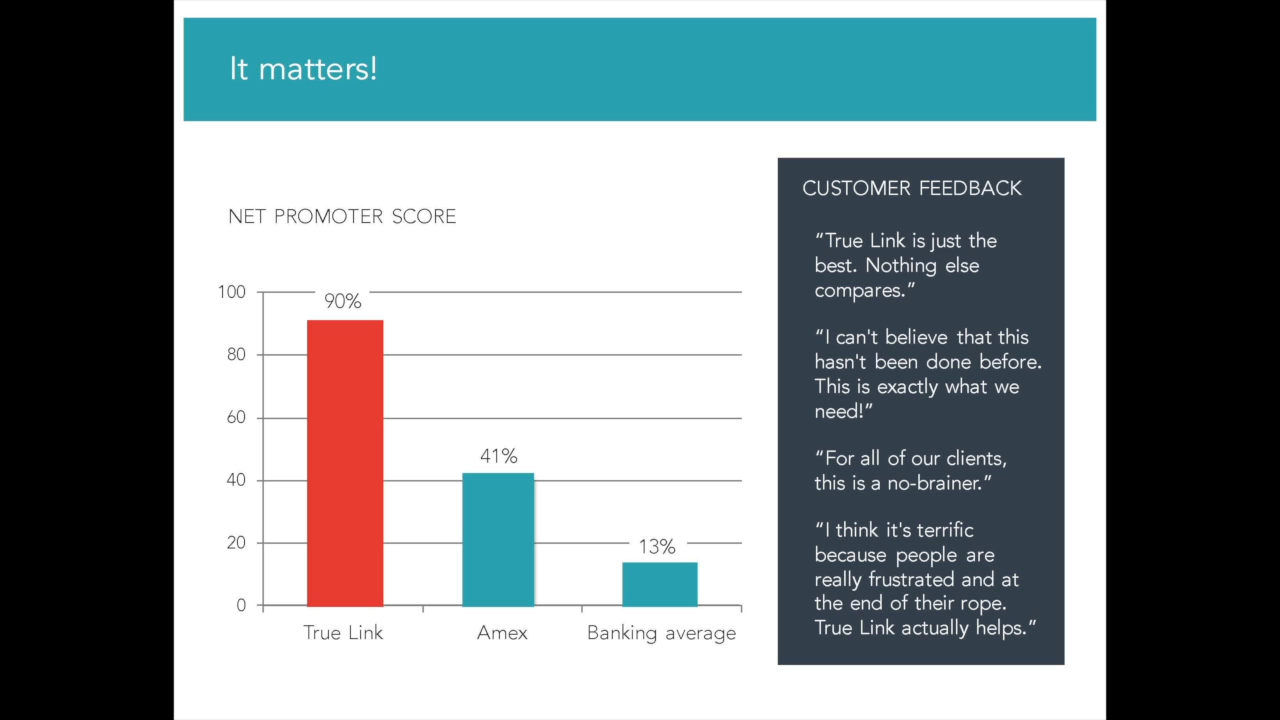 It matters!
NET PROMOTER SCORE
100
80
60
40
20
0
90%
41%
13%
True Link
Amex
Banking average
CUSTOMER FEEDBACK
“True Link is just the
best. Nothing else
compares.”
“I can't believe that this
hasn't been done before.
This is exactly what we
need!”
“For all of our clients,
this is a no-brainer.”
“I think it's terrific
because people are
really frustrated and at
the end of their rope.
True Link actually helps.”